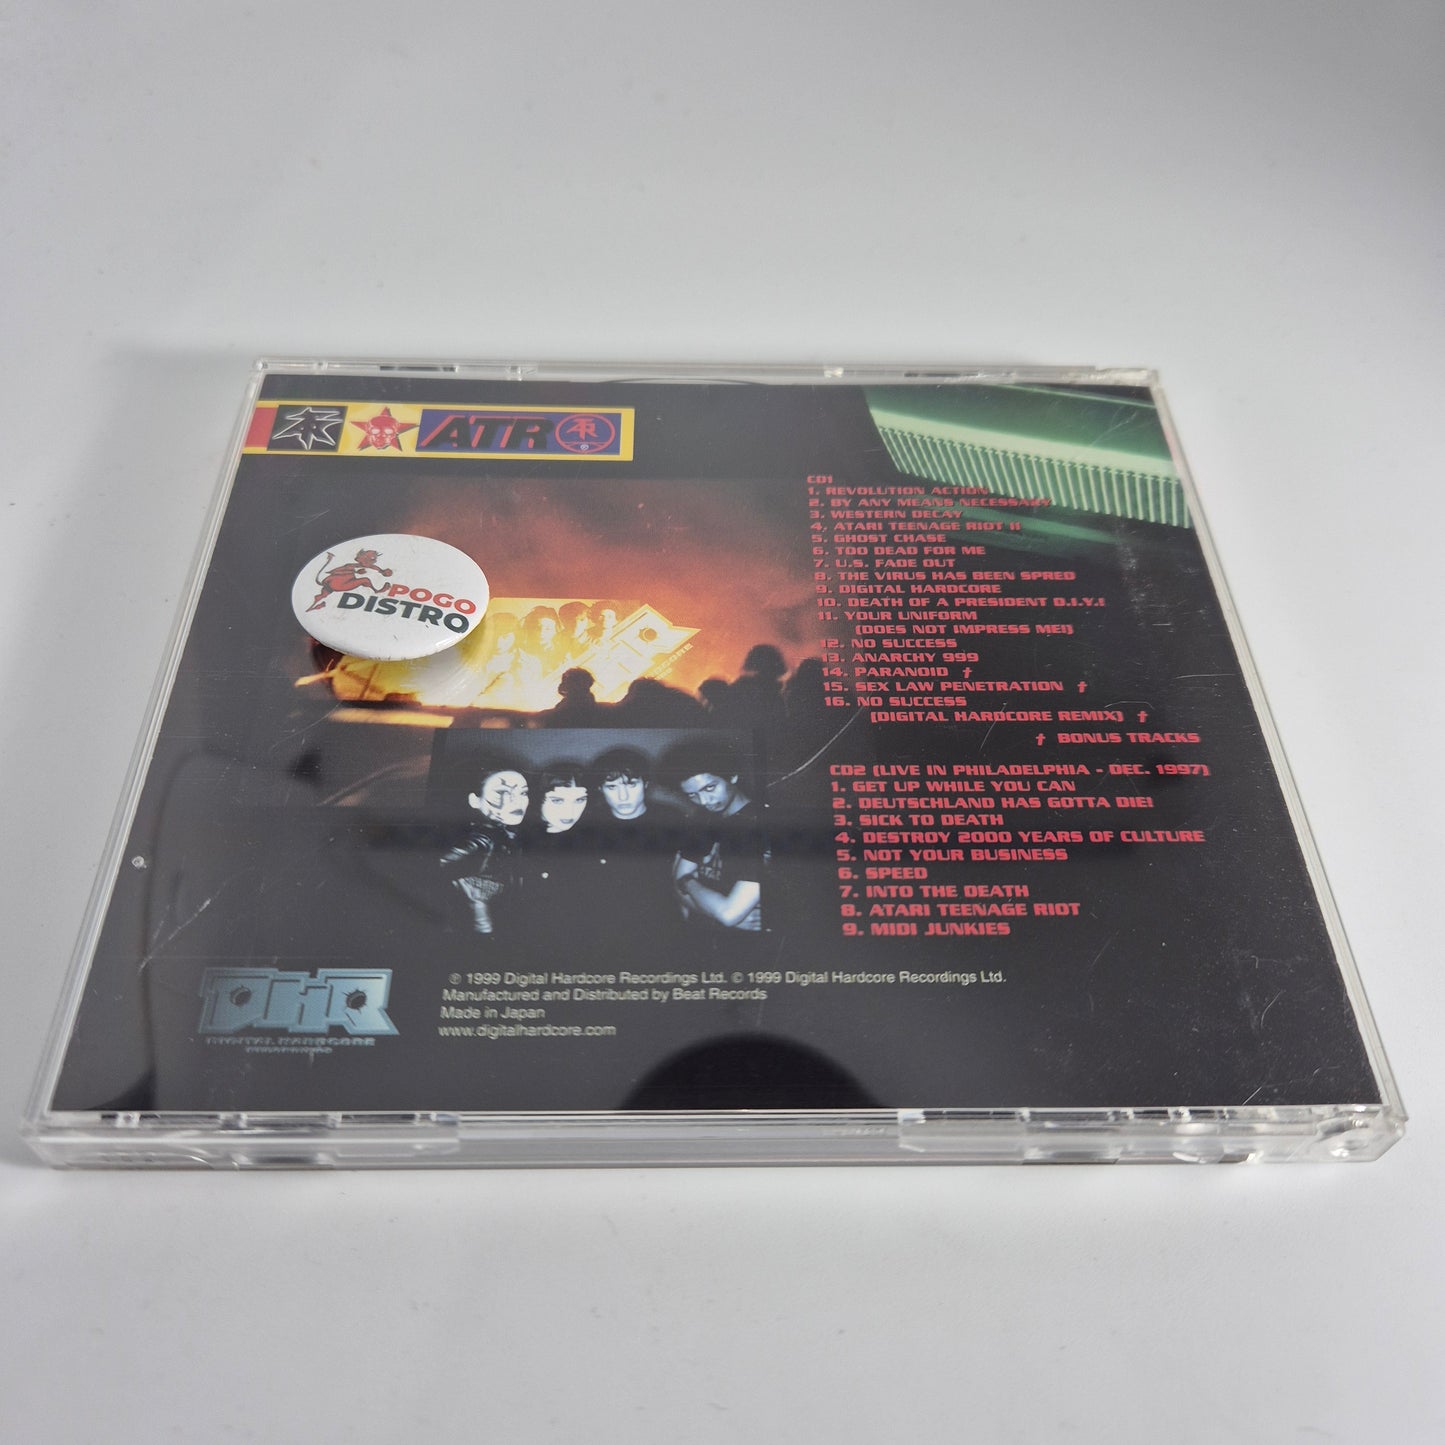 ATR
POGO
DISTRO
CD1
1. REVOLUTION ACTION
2. BY ANY MEANS NECESSARY
3. WESTERN DECAY
4. ATARI TEENAGE RIOT II
5. GHOST CHASE
6. TOO DEAD FOR ME
7. U.S. FADE OUT
8. THE VIRUS HAS BEEN SPRED
9. DIGITAL HARDCORE
10. DEATH OF A PRESIDENT D.I.Y.!
11. YOUR UNIFORM
(DOES NOT IMPRESS ME!)
12. NO SUCCESS
13. ANARCHY 999
14. PARANOID †
15. SEX LAW PENETRATION †
16. NO SUCCESS
(DIGITAL HARDCORE REMIX) †
† BONUS TRACKS
CD2 (LIVE IN PHILADELPHIA - DEC. 1997)
1. GET UP WHILE YOU CAN
2. DEUTSCHLAND HAS GOTTA DIE!
3. SICK TO DEATH
4. DESTROY 2000 YEARS OF CULTURE
5. NOT YOUR BUSINESS
6. SPEED
7. INTO THE DEATH
8. ATARI TEENAGE RIOT
9. MIDI JUNKIES
DHR
DIGITAL HARDCORE
RECORDINGS
℗ 1999 Digital Hardcore Recordings Ltd. © 1999 Digital Hardcore Recordings Ltd.
Manufactured and Distributed by Beat Records
Made in Japan
www.digitalhardcore.com